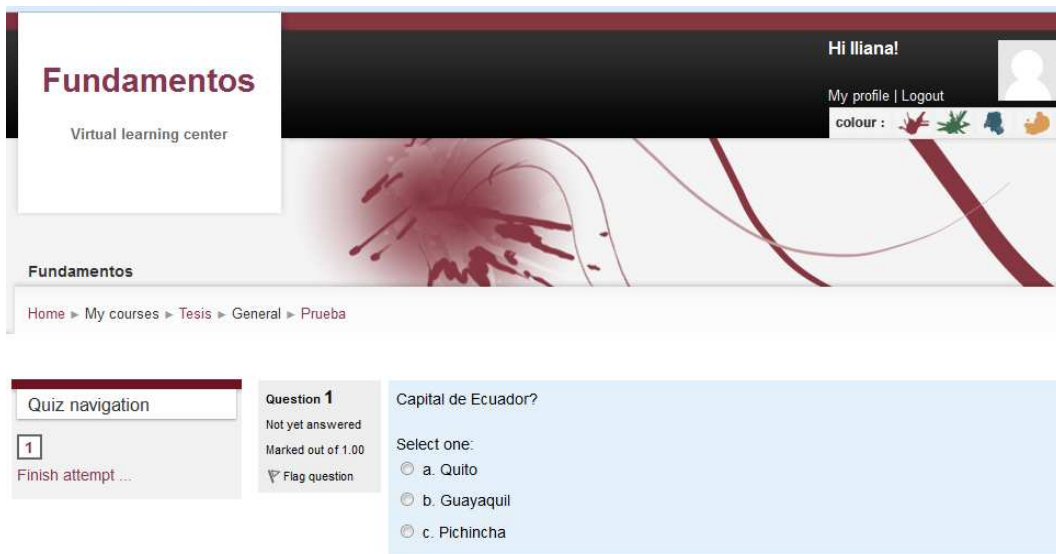 Fundamentos
Virtual learning center
Hi Iliana!
My profile | Logout
colour :
Fundamentos
Home ► My courses ► Tesis ► General ► Prueba
Quiz navigation
1
Finish attempt ...
Question 1
Not yet answered
Marked out of 1.00
Flag question
Capital de Ecuador?
Select one:
a. Quito
b. Guayaquil
c. Pichincha